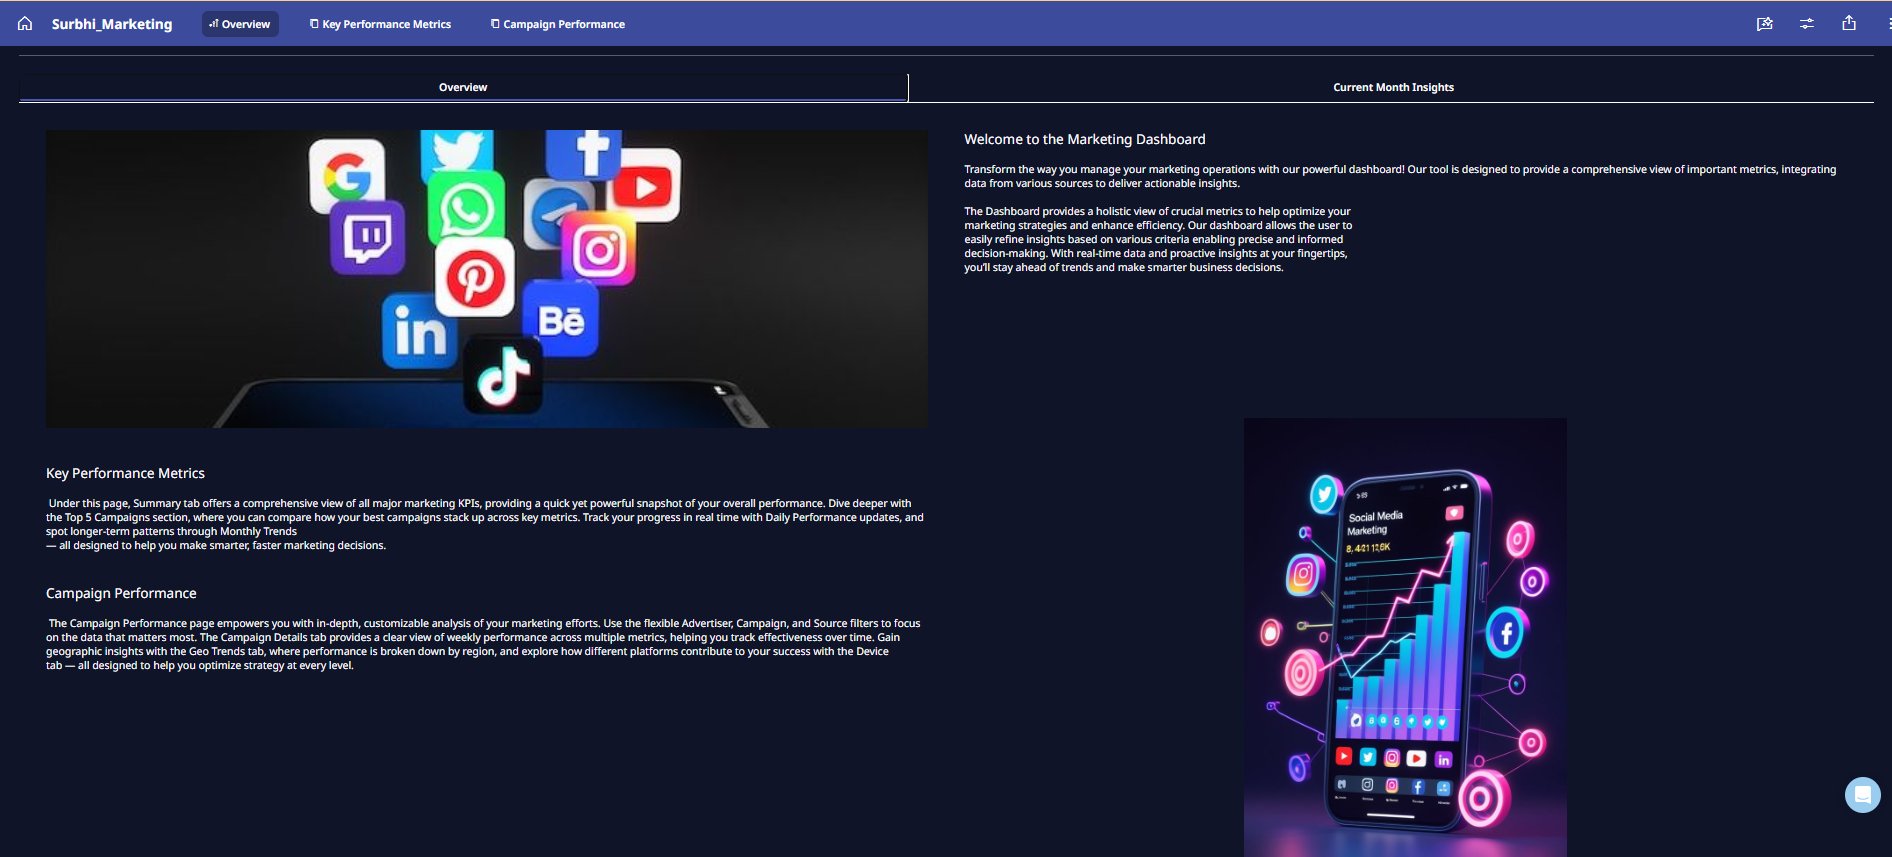 Surbhi_Marketing
Overview
Key Performance Metrics
Campaign Performance
Overview
Current Month Insights
in
Bē
Welcome to the Marketing Dashboard
Transform the way you manage your marketing operations with our powerful dashboard! Our tool is designed to provide a comprehensive view of important metrics, integrating
data from various sources to deliver actionable insights.
The Dashboard provides a holistic view of crucial metrics to help optimize your
marketing strategies and enhance efficiency. Our dashboard allows the user to
easily refine insights based on various criteria enabling precise and informed
decision-making. With real-time data and proactive insights at your fingertips,
you'll stay ahead of trends and make smarter business decisions.
Key Performance Metrics
Under this page, Summary tab offers a comprehensive view of all major marketing KPIs, providing a quick yet powerful snapshot of your overall performance. Dive deeper with
the Top 5 Campaigns section, where you can compare how your best campaigns stack up across key metrics. Track your progress in real time with Daily Performance updates, and
spot longer-term patterns through Monthly Trends
— all designed to help you make smarter, faster marketing decisions.
Campaign Performance
The Campaign Performance page empowers you with in-depth, customizable analysis of your marketing efforts. Use the flexible Advertiser, Campaign, and Source filters to focus
on the data that matters most. The Campaign Details tab provides a clear view of weekly performance across multiple metrics, helping you track effectiveness over time. Gain
geographic insights with the Geo Trends tab, where performance is broken down by region, and explore how different platforms contribute to your success with the Device
tab — all designed to help you optimize strategy at every level.
Social Media
Marketing
in